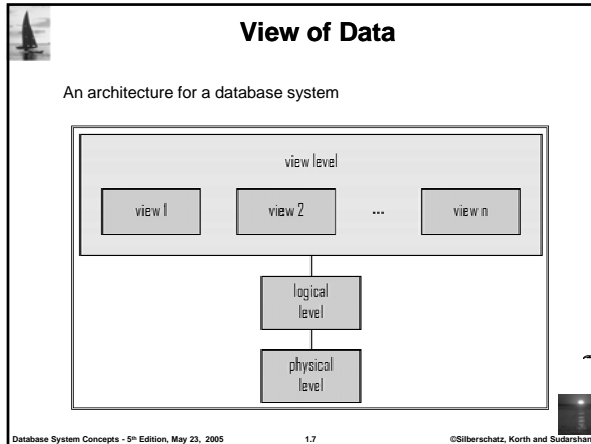 View of Data
An architecture for a database system
view level
view 1
view 2
...
view n
logical
level
physical
level
Database System Concepts - 5th Edition, May 23, 2005
1.7
©Silberschatz, Korth and Sudarshan